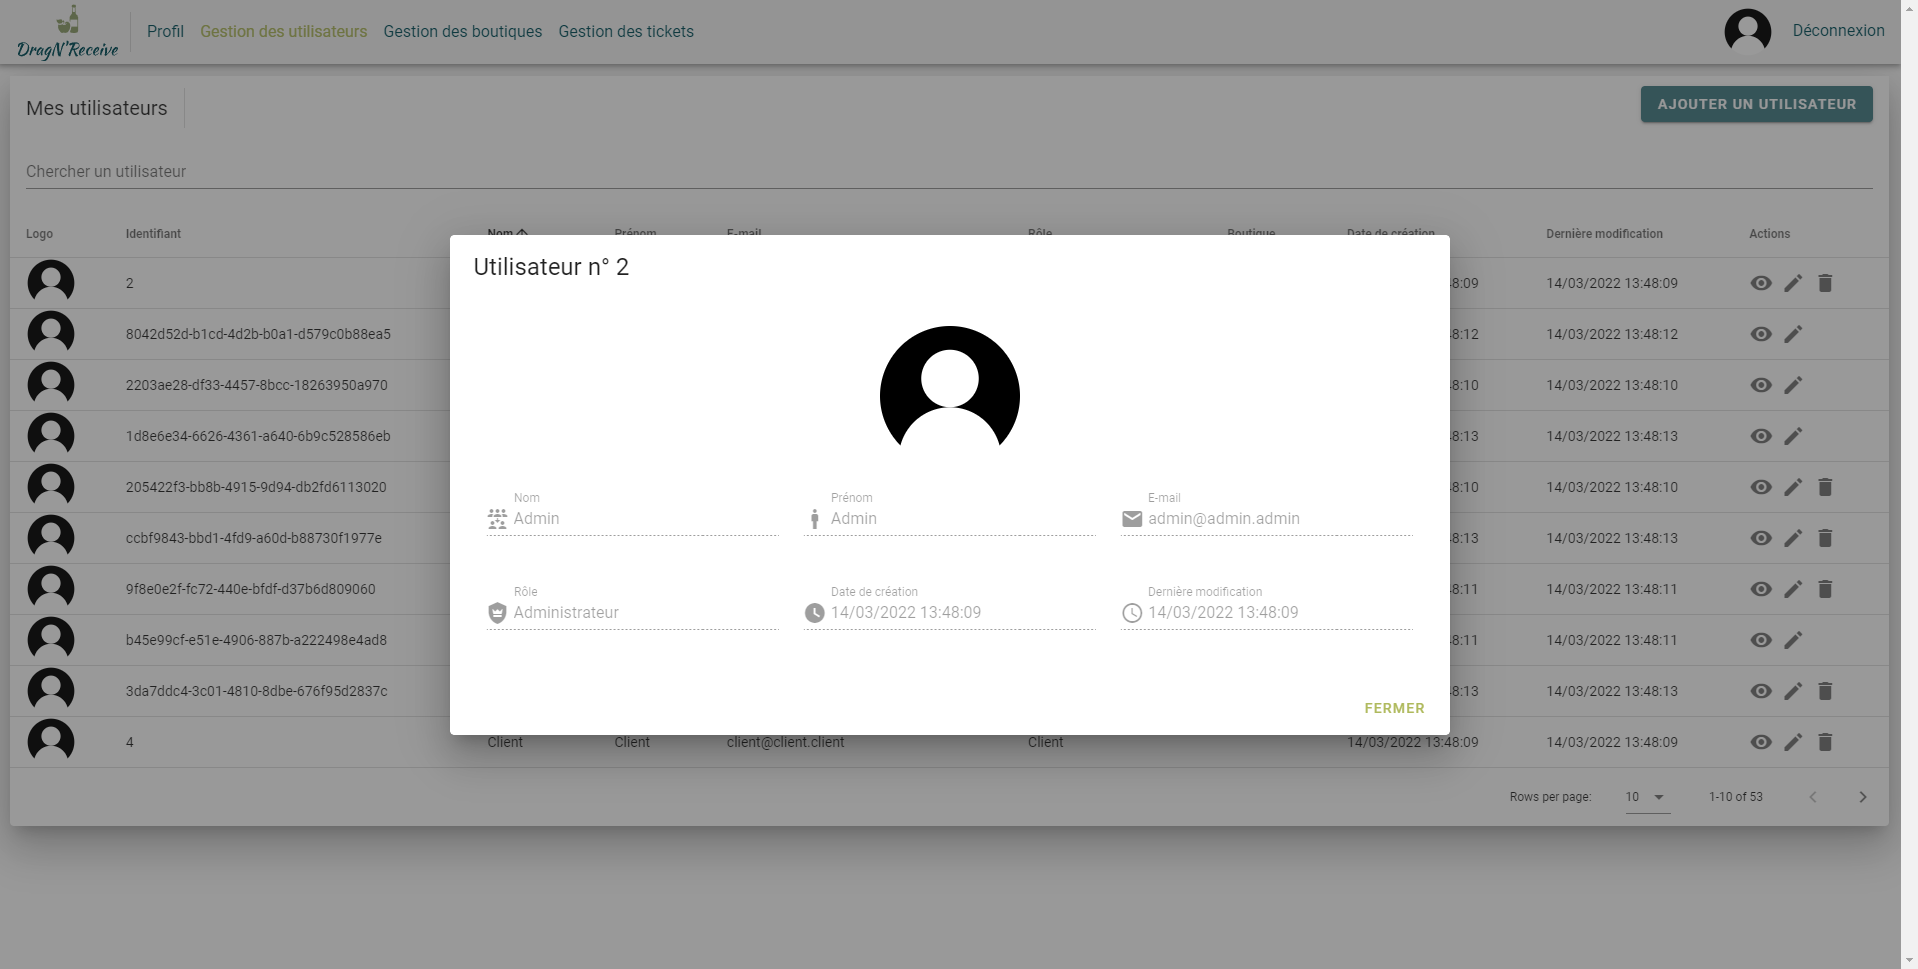 DragN'Receive
Profil Gestion des utilisateurs Gestion des boutiques Gestion des tickets Déconnexion
Mes utilisateurs AJOUTER UN UTILISATEUR
Chercher un utilisateur
Logo Identifiant Nom Prénom E-mail Rôle Boutique Date de création Dernière modification Actions
2 8:09 14/03/2022 13:48:09
8042d52d-b1cd-4d2b-b0a1-d579c0b88ea5 8:12 14/03/2022 13:48:12
2203ae28-df33-4457-8bcc-18263950a970 8:10 14/03/2022 13:48:10
1d8e6e34-6626-4361-a640-6b9c528586eb 8:13 14/03/2022 13:48:13
205422f3-bb8b-4915-9d94-db2fd6113020 8:10 14/03/2022 13:48:10
ccbf9843-bbd1-4fd9-a60d-b88730f1977e 8:13 14/03/2022 13:48:13
9f8e0e2f-fc72-440e-bfdf-d37b6d809060 8:11 14/03/2022 13:48:11
b45e99cf-e51e-4906-887b-a222498e4ad8 8:11 14/03/2022 13:48:11
3da7ddc4-3c01-4810-8dbe-676f95d2837c 8:13 14/03/2022 13:48:13
4 Client Client client@client.client Client 14/03/2022 13:48:09 14/03/2022 13:48:09
Rows per page: 10 1-10 of 53
Utilisateur n° 2
Nom Prénom E-mail
Admin Admin admin@admin.admin
Rôle Date de création Dernière modification
Administrateur 14/03/2022 13:48:09 14/03/2022 13:48:09
FERMER